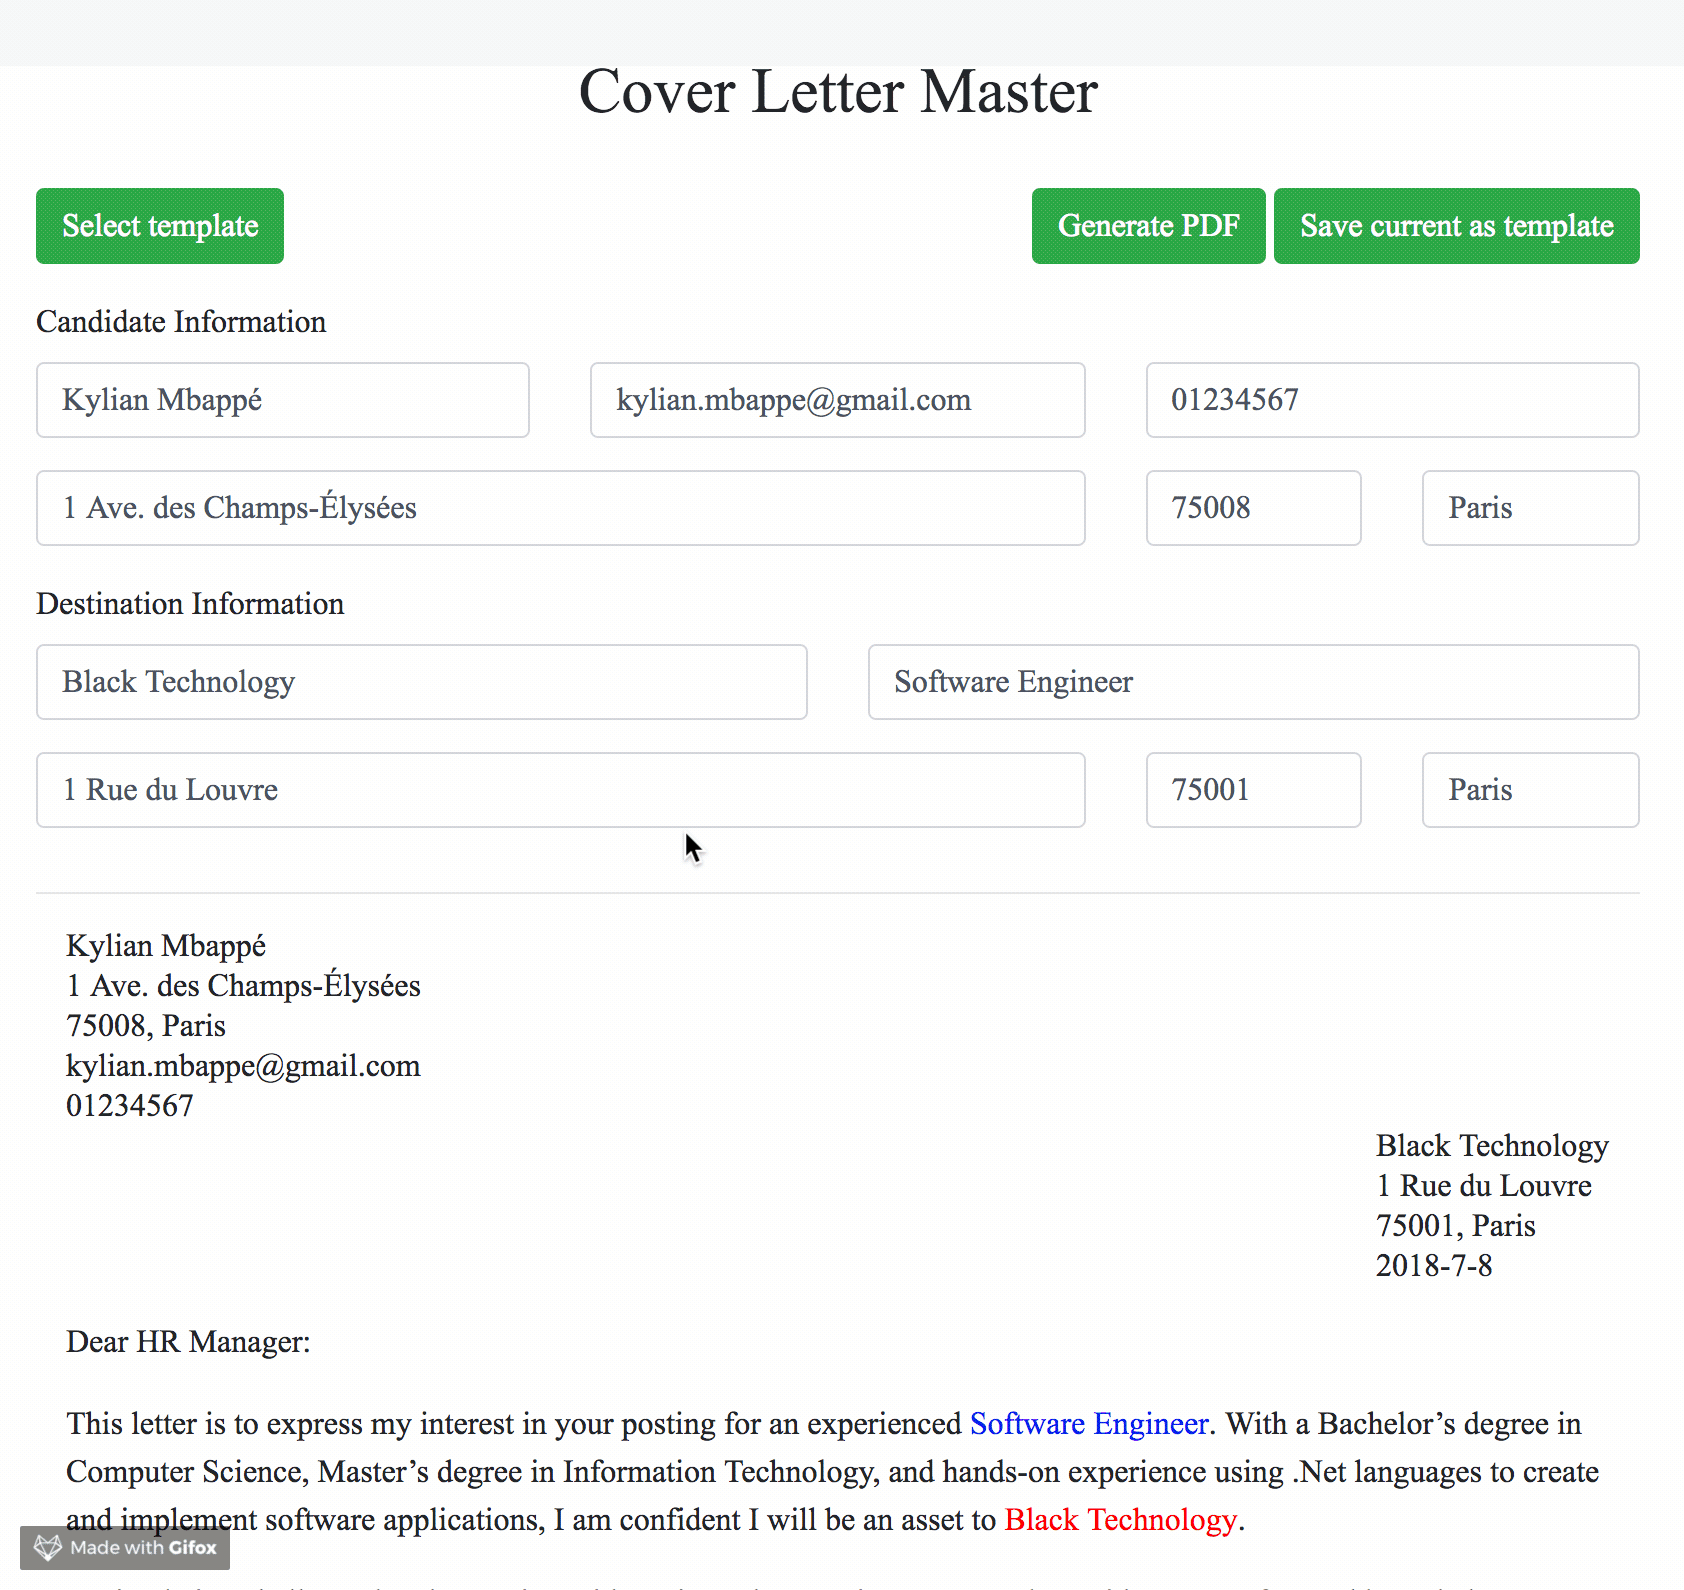 Cover Letter Master
Select template
Generate PDF
Save current as template
Candidate Information
Kylian Mbappé
kylian.mbappe@gmail.com
01234567
1 Ave. des Champs-Élysées
75008
Paris
Destination Information
Black Technology
Software Engineer
1 Rue du Louvre
75001
Paris
Kylian Mbappé
1 Ave. des Champs-Élysées
75008, Paris
kylian.mbappe@gmail.com
01234567
Black Technology
1 Rue du Louvre
75001, Paris
2018-7-8
Dear HR Manager:
This letter is to express my interest in your posting for an experienced Software Engineer. With a Bachelor’s degree in
Computer Science, Master’s degree in Information Technology, and hands-on experience using .Net languages to create
and implement software applications, I am confident I will be an asset to Black Technology.
Made with Gifox